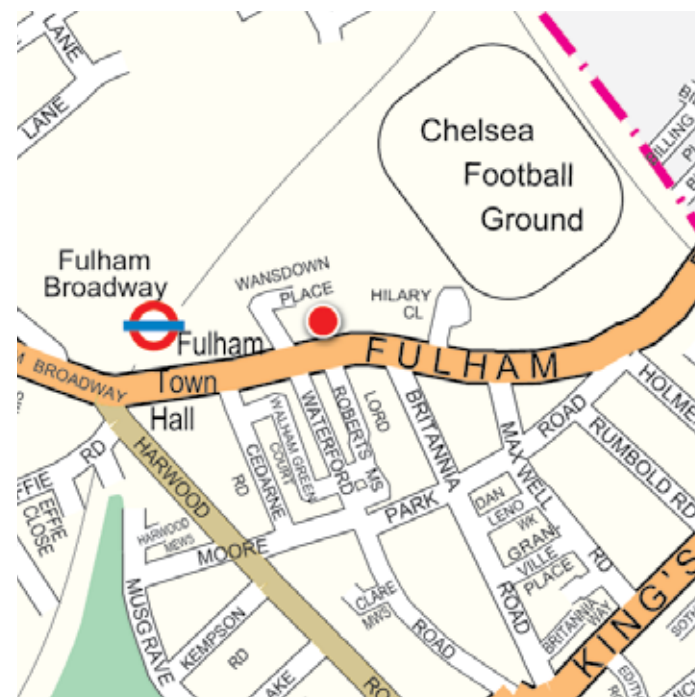 LANE
LANE
Chelsea
Football
Ground
PL
Fulham
Broadway
WANSDOWN
PLACE
HILARY
CL
Fulham
Town
Hall
BROADWAY
FULHAM
HARWOOD
RD
EFFIE
CLOSE
HARWOOD
MEWS
MUSGRAVE
KEMPSON
RD
MOORE
PARK
ROAD
CEDARNE
RD
WALHAM GREEN
COURT
WATERFORD
ROBERTS MS
LORD
BRITANNIA
ROAD
MAXWELL
RD
DAN
LENO
WK
GRAN
VILLE
PLACE
BRITANNIA
WAY
CLARE
MWS
ROAD
RUMBOLD RD
KING'S